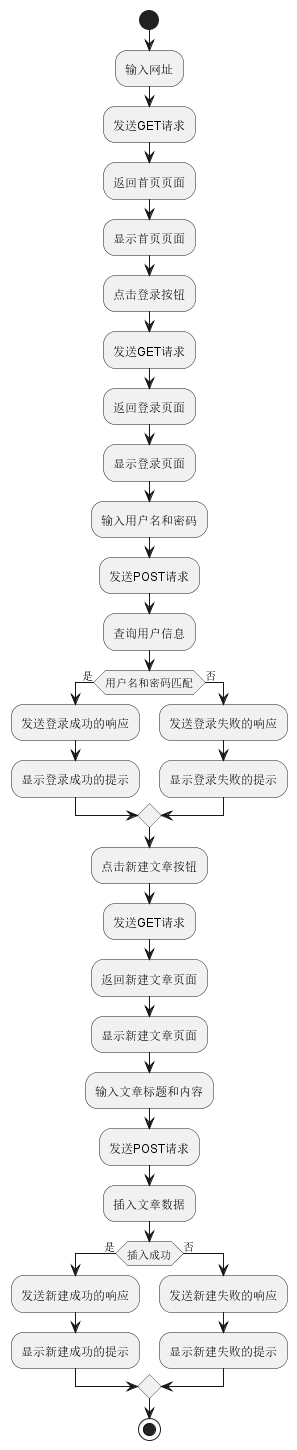 输入网址
发送GET请求
返回首页页面
显示首页页面
点击登录按钮
发送GET请求
返回登录页面
显示登录页面
输入用户名和密码
发送POST请求
查询用户信息
是
用户名和密码匹配
否
发送登录成功的响应
发送登录失败的响应
显示登录成功的提示
显示登录失败的提示
点击新建文章按钮
发送GET请求
返回新建文章页面
显示新建文章页面
输入文章标题和内容
发送POST请求
插入文章数据
是
插入成功
否
发送新建成功的响应
发送新建失败的响应
显示新建成功的提示
显示新建失败的提示